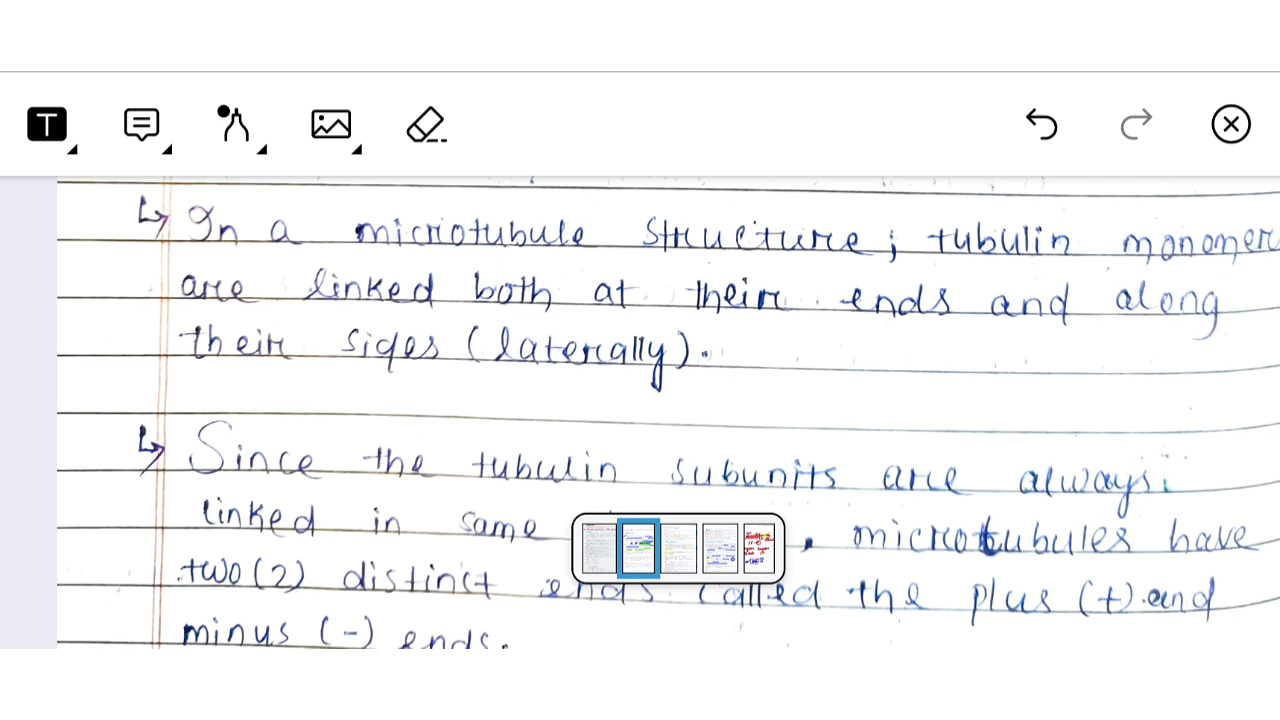 T
↳ In a microtubule structure; tubulin monomer
are linked both at their ends and along
their sides (laterally).
↳ Since the tubulin subunits are always
linked in same , microtubules have
two(2) distinct ends called the plus (+) and
minus (-) ends.